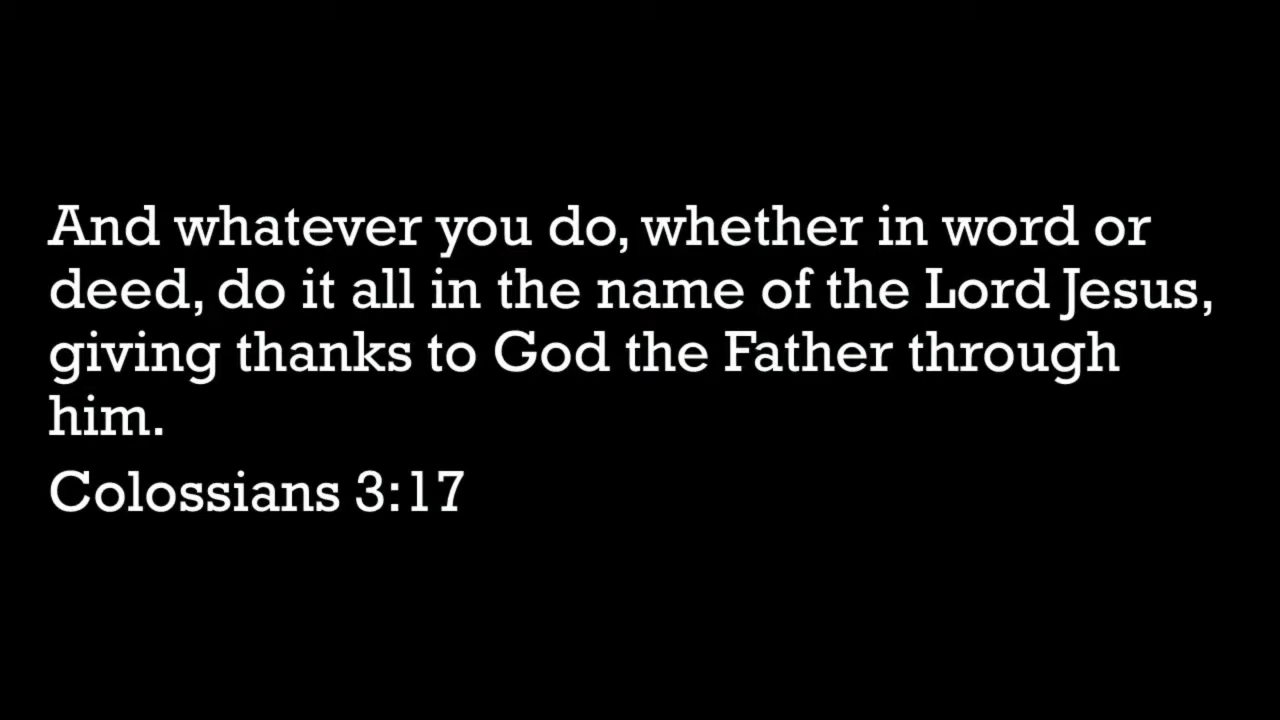 And whatever you do, whether in word or
deed, do it all in the name of the Lord Jesus,
giving thanks to God the Father through
him.
Colossians 3:17